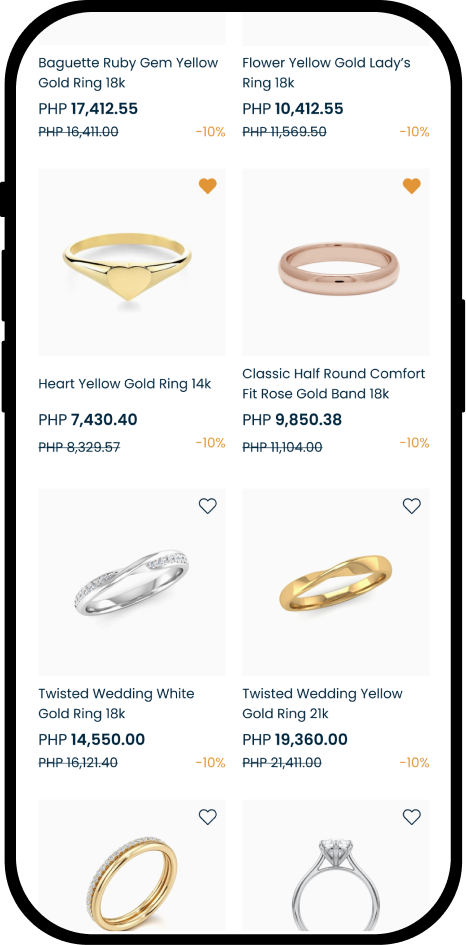 Baguette Ruby Gem Yellow
Gold Ring 18k
PHP 17,412.55
PHP 16,411.00 -10%
Flower Yellow Gold Lady’s
Ring 18k
PHP 10,412.55
PHP 11,569.50 -10%
Heart Yellow Gold Ring 14k
PHP 7,430.40
PHP 8,329.57 -10%
Classic Half Round Comfort
Fit Rose Gold Band 18k
PHP 9,850.38
PHP 11,104.00 -10%
Twisted Wedding White
Gold Ring 18k
PHP 14,550.00
PHP 16,121.40 -10%
Twisted Wedding Yellow
Gold Ring 21k
PHP 19,360.00
PHP 21,411.00 -10%